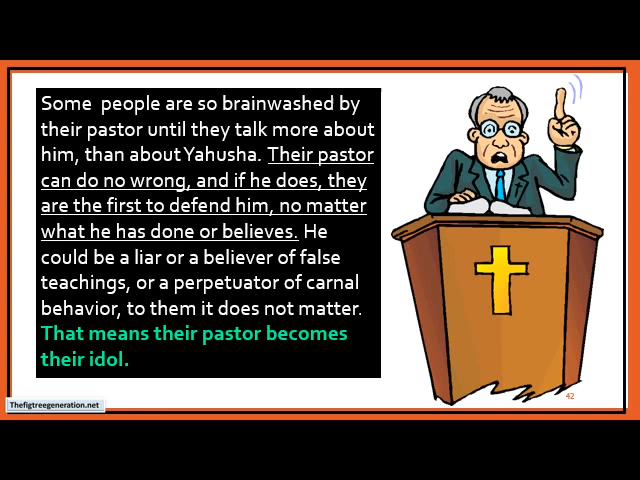 Some  people are so brainwashed by
their pastor until they talk more about
him, than about Yahusha. Their pastor
can do no wrong, and if he does, they
are the first to defend him, no matter
what he has done or believes. He
could be a liar or a believer of false
teachings, or a perpetuator of carnal
behavior, to them it does not matter.
That means their pastor becomes
their idol.
42
Thefigtreegeneration.net